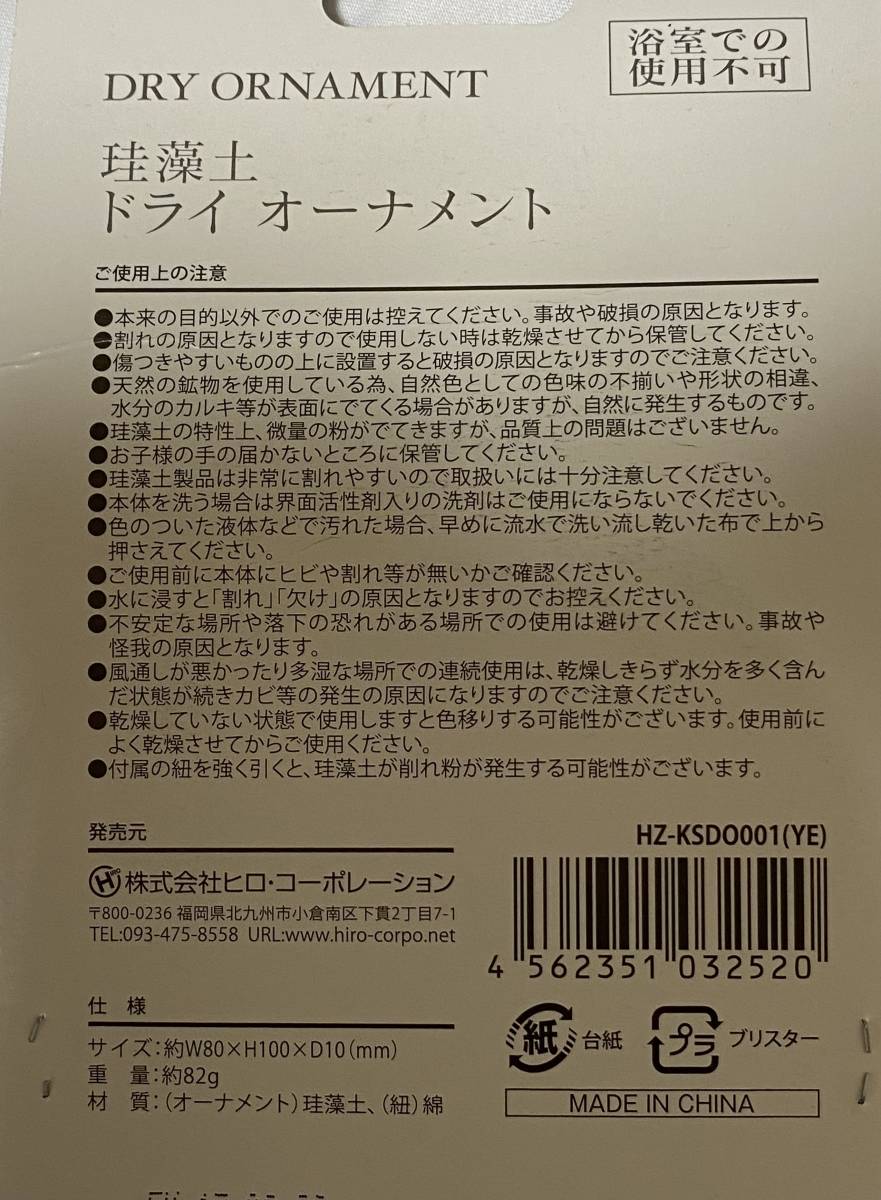 浴室での
使用不可
DRY ORNAMENT
珪藻土
ドライ オーナメント
ご使用上の注意
●本来の目的以外でのご使用は控えてください。事故や破損の原因となります。
●割れの原因となりますので使用しない時は乾燥させてから保管してください。
●傷つきやすいものの上に設置すると破損の原因となりますのでご注意ください。
●天然の鉱物を使用している為、自然色としての色味の不揃いや形状の相違、
水分のカルキ等が表面にでてくる場合がありますが、自然に発生するものです。
●珪藻土の特性上、微量の粉がでてきますが、品質上の問題はございません。
●お子様の手の届かないところに保管してください。
●珪藻土製品は非常に割れやすいので取扱いには十分注意してください。
●本体を洗う場合は界面活性剤入りの洗剤はご使用にならないでください。
●色のついた液体などで汚れた場合、早めに流水で洗い流し乾いた布で上から
押さえてください。
●ご使用前に本体にヒビや割れ等が無いかご確認ください。
●水に浸すと「割れ」「欠け」の原因となりますのでお控えください。
●不安定な場所や落下の恐れがある場所での使用は避けてください。事故や
怪我の原因となります。
●風通しが悪かったり多湿な場所での連続使用は、乾燥しきらず水分を多く含ん
だ状態が続きカビ等の発生の原因になりますのでご注意ください。
●乾燥していない状態で使用しますと色移りする可能性がございます。使用前に
よく乾燥させてからご使用ください。
●付属の紐を強く引くと、珪藻土が削れ粉が発生する可能性がございます。
発売元
株式会社ヒロ・コーポレーション
〒800-0236 福岡県北九州市小倉南区下貫2丁目7-1
TEL:093-475-8558 URL:www.hiro-corpo.net
仕 様
サイズ:約W80×H100×D10(mm)
重 量:約82g
材 質:(オーナメント)珪藻土、(紐)綿
HZ-KSDO001(YE)
4 562351 032520
紙 台紙 プラ ブリスター
MADE IN CHINA